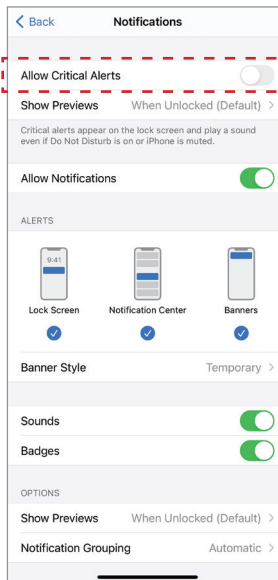 Back Notifications
Allow Critical Alerts
Show Previews When Unlocked (Default)
Critical alerts appear on the lock screen and play a sound
even if Do Not Disturb is on or iPhone is muted.
Allow Notifications
ALERTS
9:41
Lock Screen Notification Center Banners
Banner Style Temporary
Sounds
Badges
OPTIONS
Show Previews When Unlocked (Default)
Notification Grouping Automatic